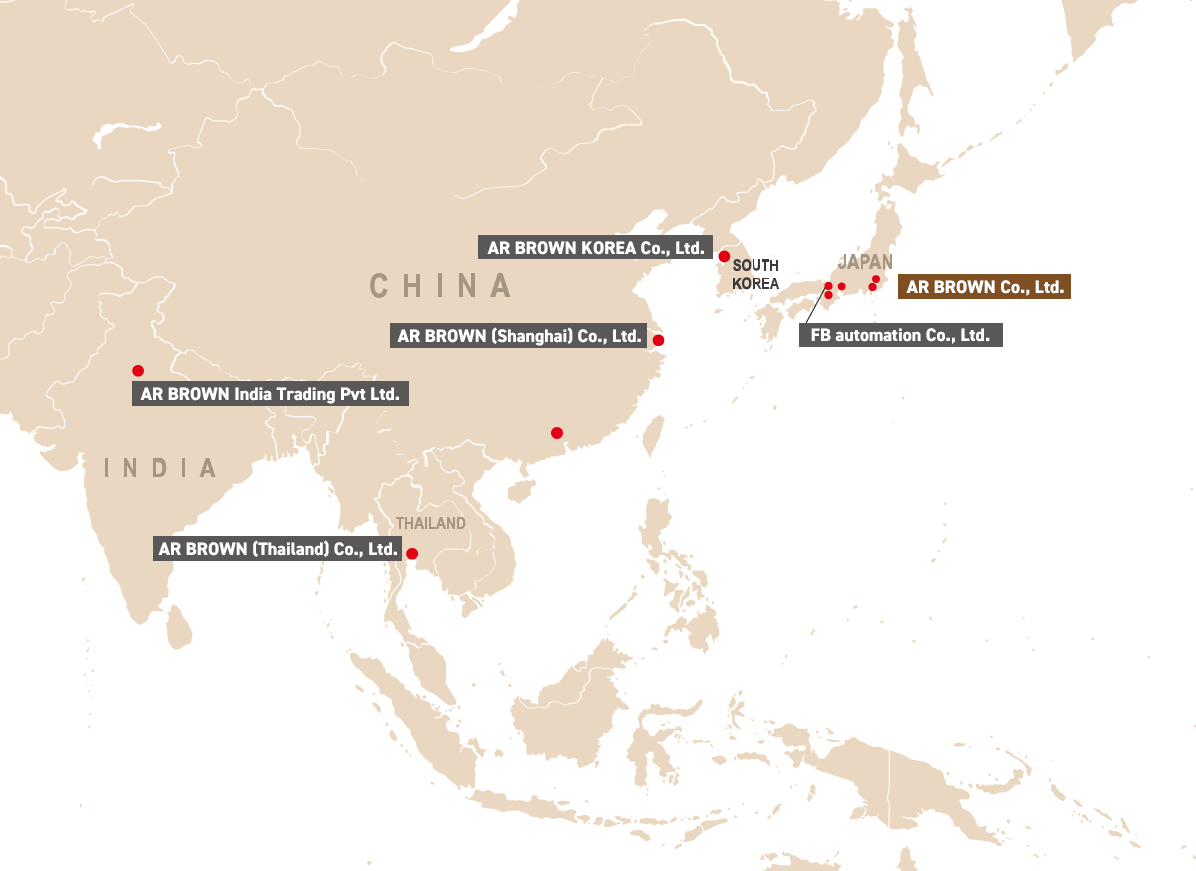 AR BROWN KOREA Co., Ltd.
SOUTH
KOREA
JAPAN
CHINA
AR BROWN Co., Ltd.
AR BROWN (Shanghai) Co., Ltd.
FB automation Co., Ltd.
AR BROWN India Trading Pvt Ltd.
INDIA
THAILAND
AR BROWN (Thailand) Co., Ltd.